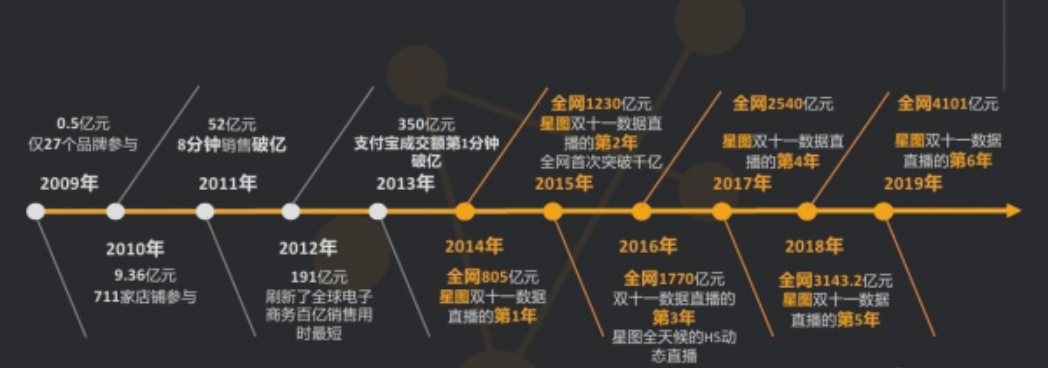 0.5亿元
仅27个品牌参与
2009年
2010年
9.36亿元
711家店铺参与
52亿元
8分钟销售破亿
2011年
2012年
191亿元
刷新了全球电子
商务百亿销售用
时最短
350亿元
支付宝成交额第1分钟
破亿
2013年
2014年
全网805亿元
星图双十一数据
直播的第1年
全网1230亿元
星图双十一数据直
播的第2年
全网首次突破千亿
2015年
2016年
全网1770亿元
双十一数据直播的
第3年
星图全天候的H5动
态直播
全网2540亿元
星图双十一数据直
播的第4年
2017年
2018年
全网3143.2亿元
星图双十一数据
直播的第5年
全网4101亿元
星图双十一数据
直播的第6年
2019年